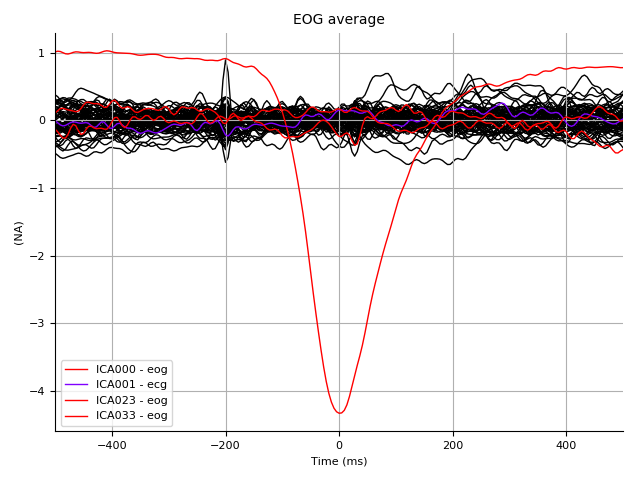 EOG average
1
0
−1
−2
−3
−4
(NA)
ICA000 - eog
ICA001 - ecg
ICA023 - eog
ICA033 - eog
−400
−200
0
200
400
Time (ms)